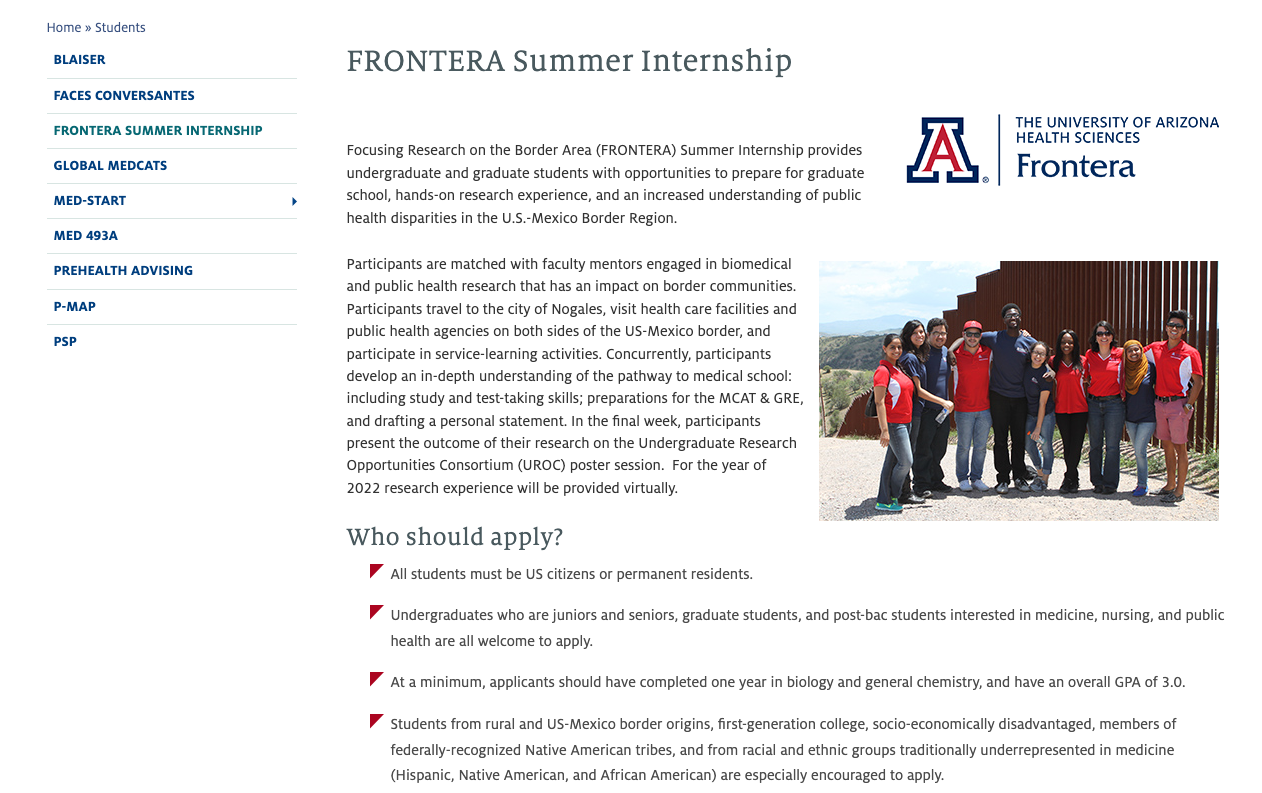 Home » Students
BLAISER
FACES CONVERSANTES
FRONTERA SUMMER INTERNSHIP
GLOBAL MEDCATS
MED-START
MED 493A
PREHEALTH ADVISING
P-MAP
PSP
FRONTERA Summer Internship
THE UNIVERSITY OF ARIZONA
HEALTH SCIENCES
Frontera
A®
Focusing Research on the Border Area (FRONTERA) Summer Internship provides
undergraduate and graduate students with opportunities to prepare for graduate
school, hands-on research experience, and an increased understanding of public
health disparities in the U.S.-Mexico Border Region.
Participants are matched with faculty mentors engaged in biomedical
and public health research that has an impact on border communities.
Participants travel to the city of Nogales, visit health care facilities and
public health agencies on both sides of the US-Mexico border, and
participate in service-learning activities. Concurrently, participants
develop an in-depth understanding of the pathway to medical school:
including study and test-taking skills; preparations for the MCAT & GRE,
and drafting a personal statement. In the final week, participants
present the outcome of their research on the Undergraduate Research
Opportunities Consortium (UROC) poster session.  For the year of
2022 research experience will be provided virtually.
Who should apply?
All students must be US citizens or permanent residents.
Undergraduates who are juniors and seniors, graduate students, and post-bac students interested in medicine, nursing, and public
health are all welcome to apply.
At a minimum, applicants should have completed one year in biology and general chemistry, and have an overall GPA of 3.0.
Students from rural and US-Mexico border origins, first-generation college, socio-economically disadvantaged, members of
federally-recognized Native American tribes, and from racial and ethnic groups traditionally underrepresented in medicine
(Hispanic, Native American, and African American) are especially encouraged to apply.